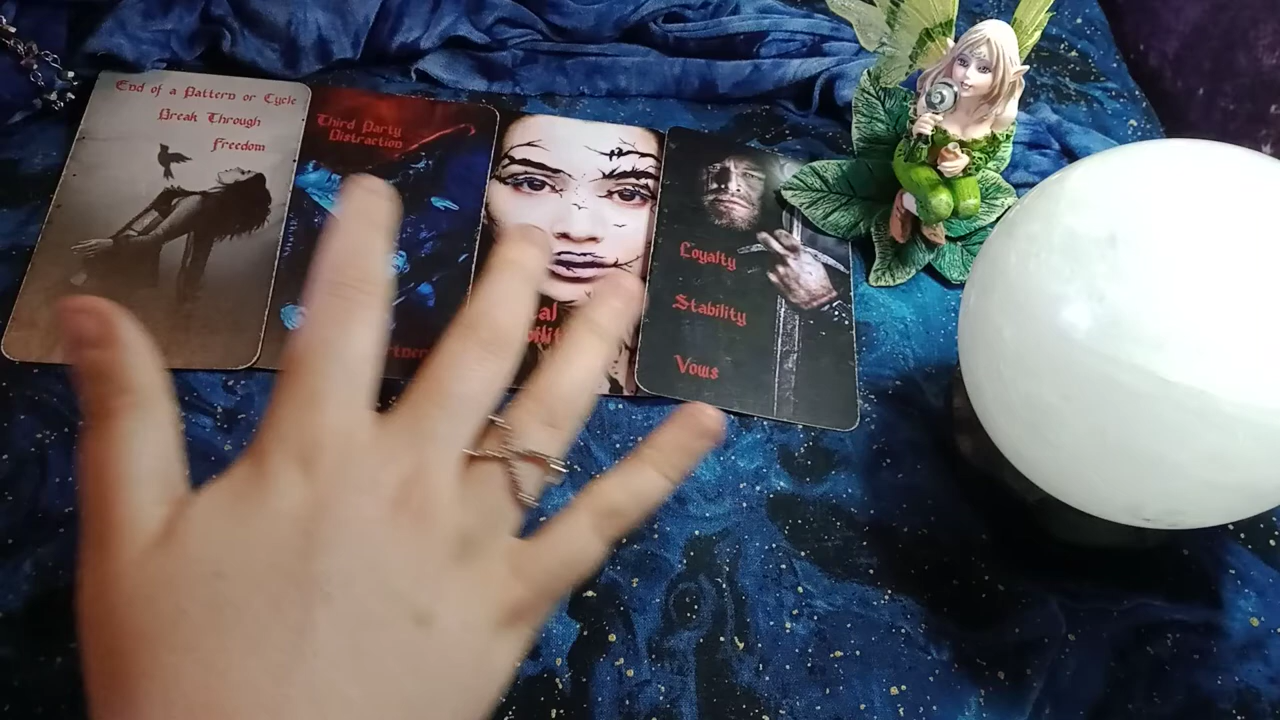 End of a Pattern or Cycle
Break Through
Freedom
Third Party
Distraction
Loyalty
Stability
Vows